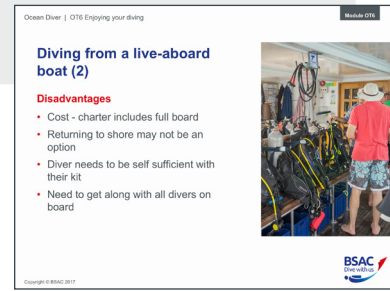 Ocean Diver | OT6 Enjoying your diving
Module OT6
Diving from a live-aboard
boat (2)
Disadvantages
• Cost - charter includes full board
• Returning to shore may not be an
option
• Diver needs to be self sufficient with
their kit
• Need to get along with all divers on
board
BSAC
Dive with us
Copyright © BSAC 2017